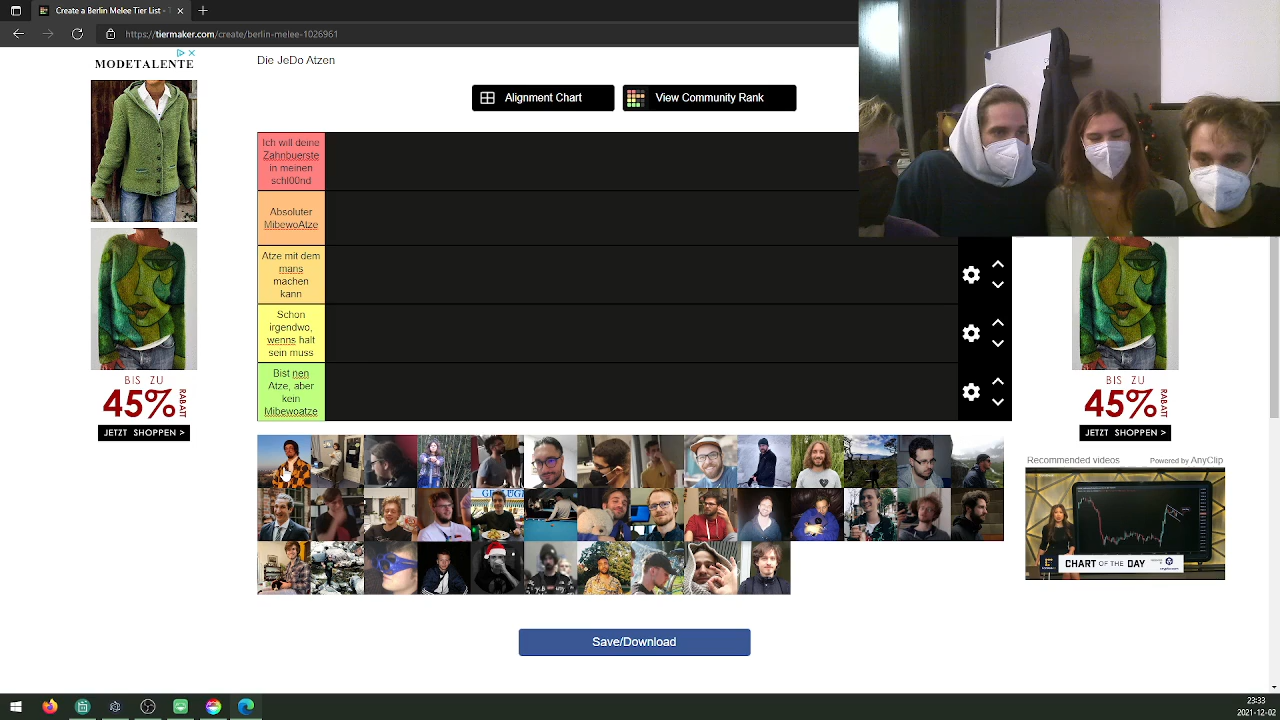 Create a Berlin Melee Tier List - T
https://tiermaker.com/create/berlin-melee-1026961
MODETALENTE
Die JeDo Atzen
Alignment Chart
View Community Rank
Ich will deine
Zahnbuerste
in meinen
schl00nd
Absoluter
MibewoAtze
Atze mit dem
mans
machen
kann
Schon
irgendwo,
wenns halt
sein muss
Bist nen
Atze, aber
kein
Mibewoatze
BIS ZU
45%
RABATT
JETZT SHOPPEN >
BIS ZU
45%
RABATT
JETZT SHOPPEN >
Recommended videos
Powered by AnyClip
CHART OF THE DAY
Save/Download
23:33
2021-12-02